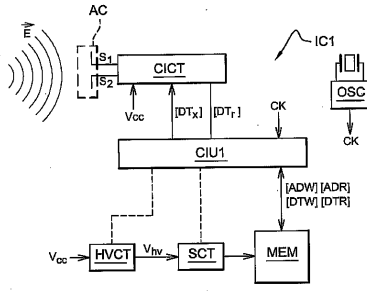 AC
IC1
E
S1
S2
CICT
OSC
Vcc
[DTx]
[DTr]
CK
CK
CIU1
[ADW] [ADR]
[DTW] [DTR]
Vcc
HVCT
Vhv
SCT
MEM